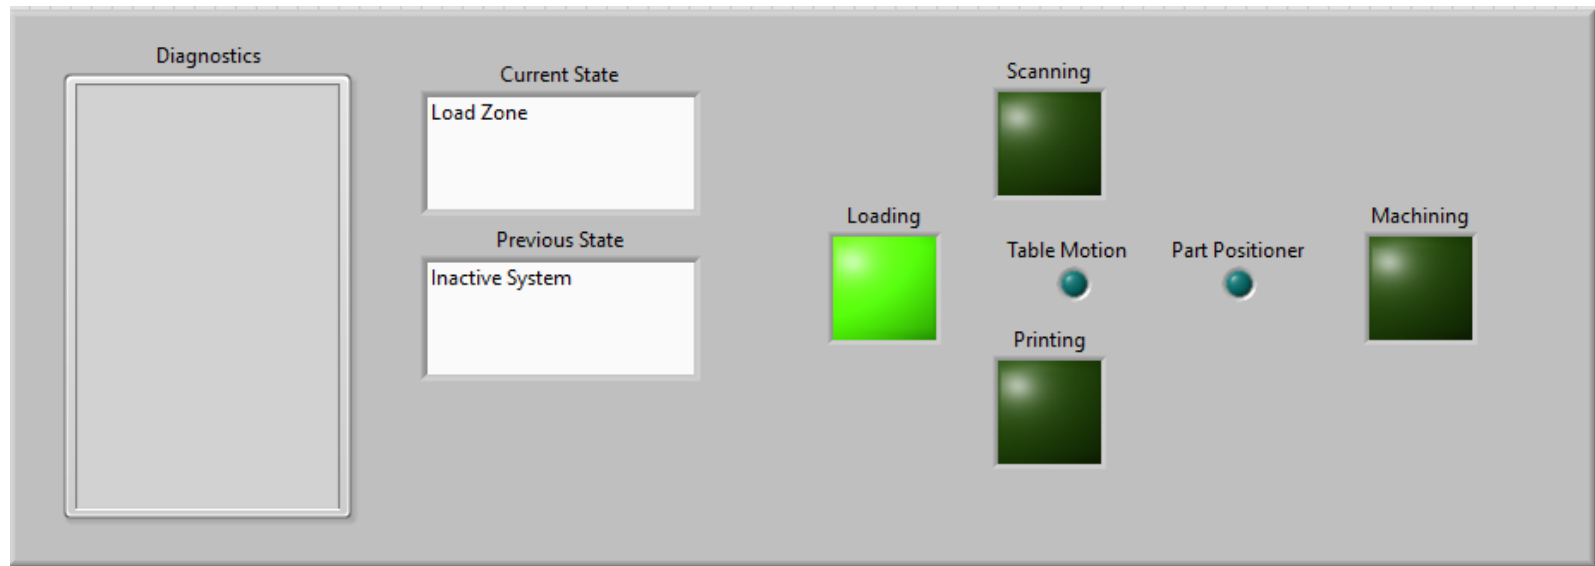 Diagnostics
Current State
Load Zone
Previous State
Inactive System
Scanning
Loading
Table Motion
Part Positioner
Machining
Printing